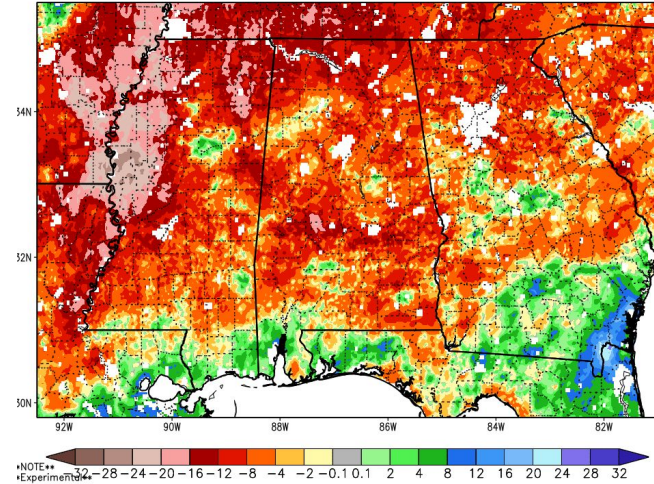 34N
32N
30N
92W 90W 88W 86W 84W 82W
-32 -28 -24 -20 -16 -12 -8 -4 -2 -0.1 0.1 2 4 8 12 16 20 24 28 32
*NOTE**
*Experimental**